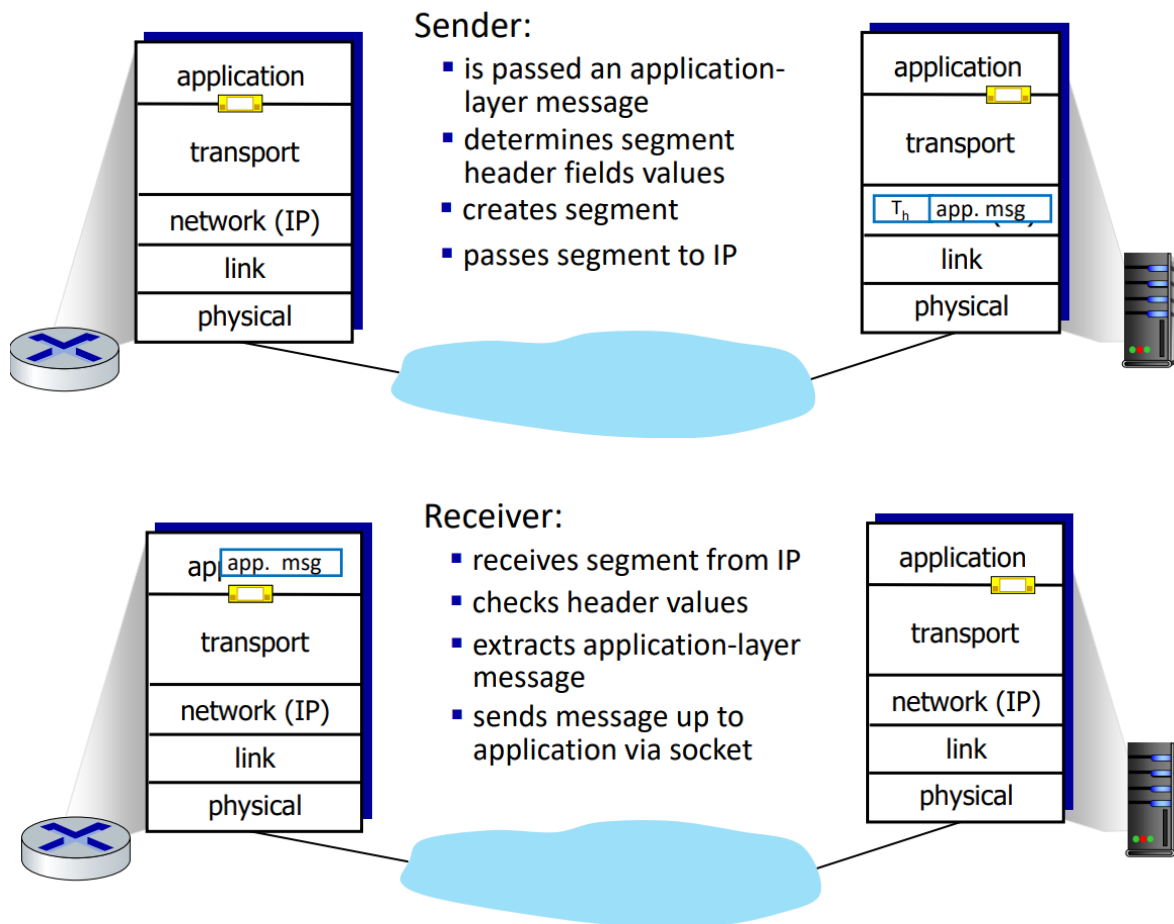 Sender:
▪ is passed an application-
layer message
▪ determines segment
header fields values
▪ creates segment
▪ passes segment to IP
application
transport
network (IP)
link
physical
application
transport
Th app. msg
link
physical
Receiver:
▪ receives segment from IP
▪ checks header values
▪ extracts application-layer
message
▪ sends message up to
application via socket
app. msg
transport
network (IP)
link
physical
application
transport
network (IP)
link
physical